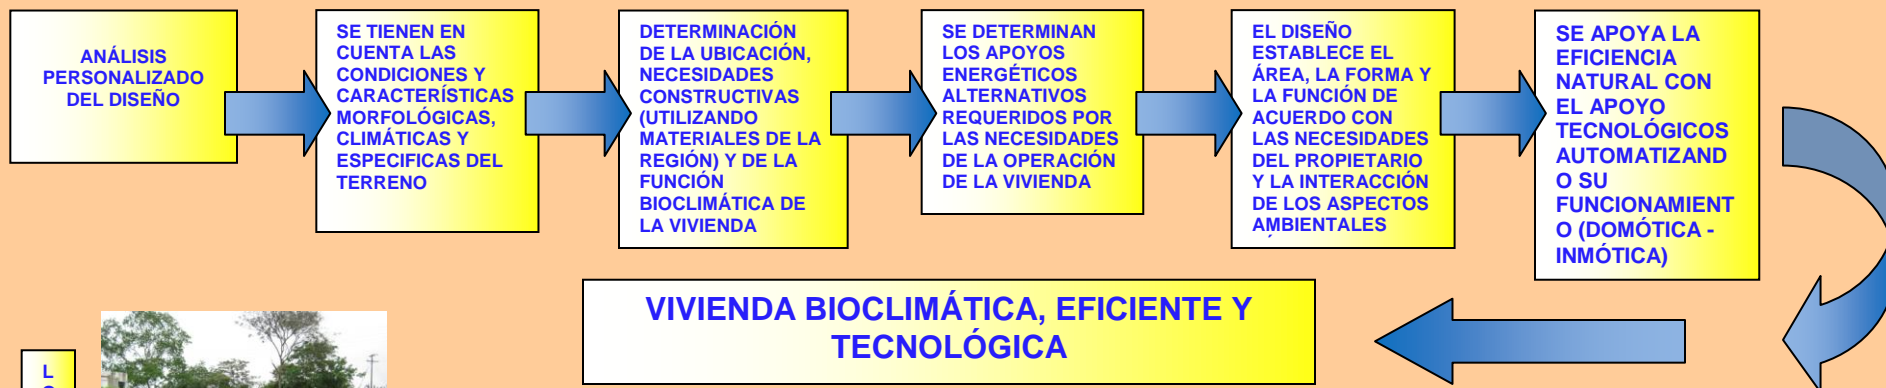 ANÁLISIS
PERSONALIZADO
DEL DISEÑO
SE TIENEN EN
CUENTA LAS
CONDICIONES Y
CARACTERÍSTICAS
MORFOLÓGICAS,
CLIMÁTICAS Y
ESPECIFICAS DEL
TERRENO
DETERMINACIÓN
DE LA UBICACIÓN,
NECESIDADES
CONSTRUCTIVAS
(UTILIZANDO
MATERIALES DE LA
REGIÓN) Y DE LA
FUNCIÓN
BIOCLIMÁTICA DE
LA VIVIENDA
SE DETERMINAN
LOS APOYOS
ENERGÉTICOS
ALTERNATIVOS
REQUERIDOS POR
LAS NECESIDADES
DE LA OPERACIÓN
DE LA VIVIENDA
EL DISEÑO
ESTABLECE EL
ÁREA, LA FORMA Y
LA FUNCIÓN DE
ACUERDO CON
LAS NECESIDADES
DEL PROPIETARIO
Y LA INTERACCIÓN
DE LOS ASPECTOS
AMBIENTALES
SE APOYA LA
EFICIENCIA
NATURAL CON
EL APOYO
TECNOLÓGICOS
AUTOMATIZAND
O SU
FUNCIONAMIENT
O (DOMÓTICA -
INMÓTICA)
VIVIENDA BIOCLIMÁTICA, EFICIENTE Y
TECNOLÓGICA
L